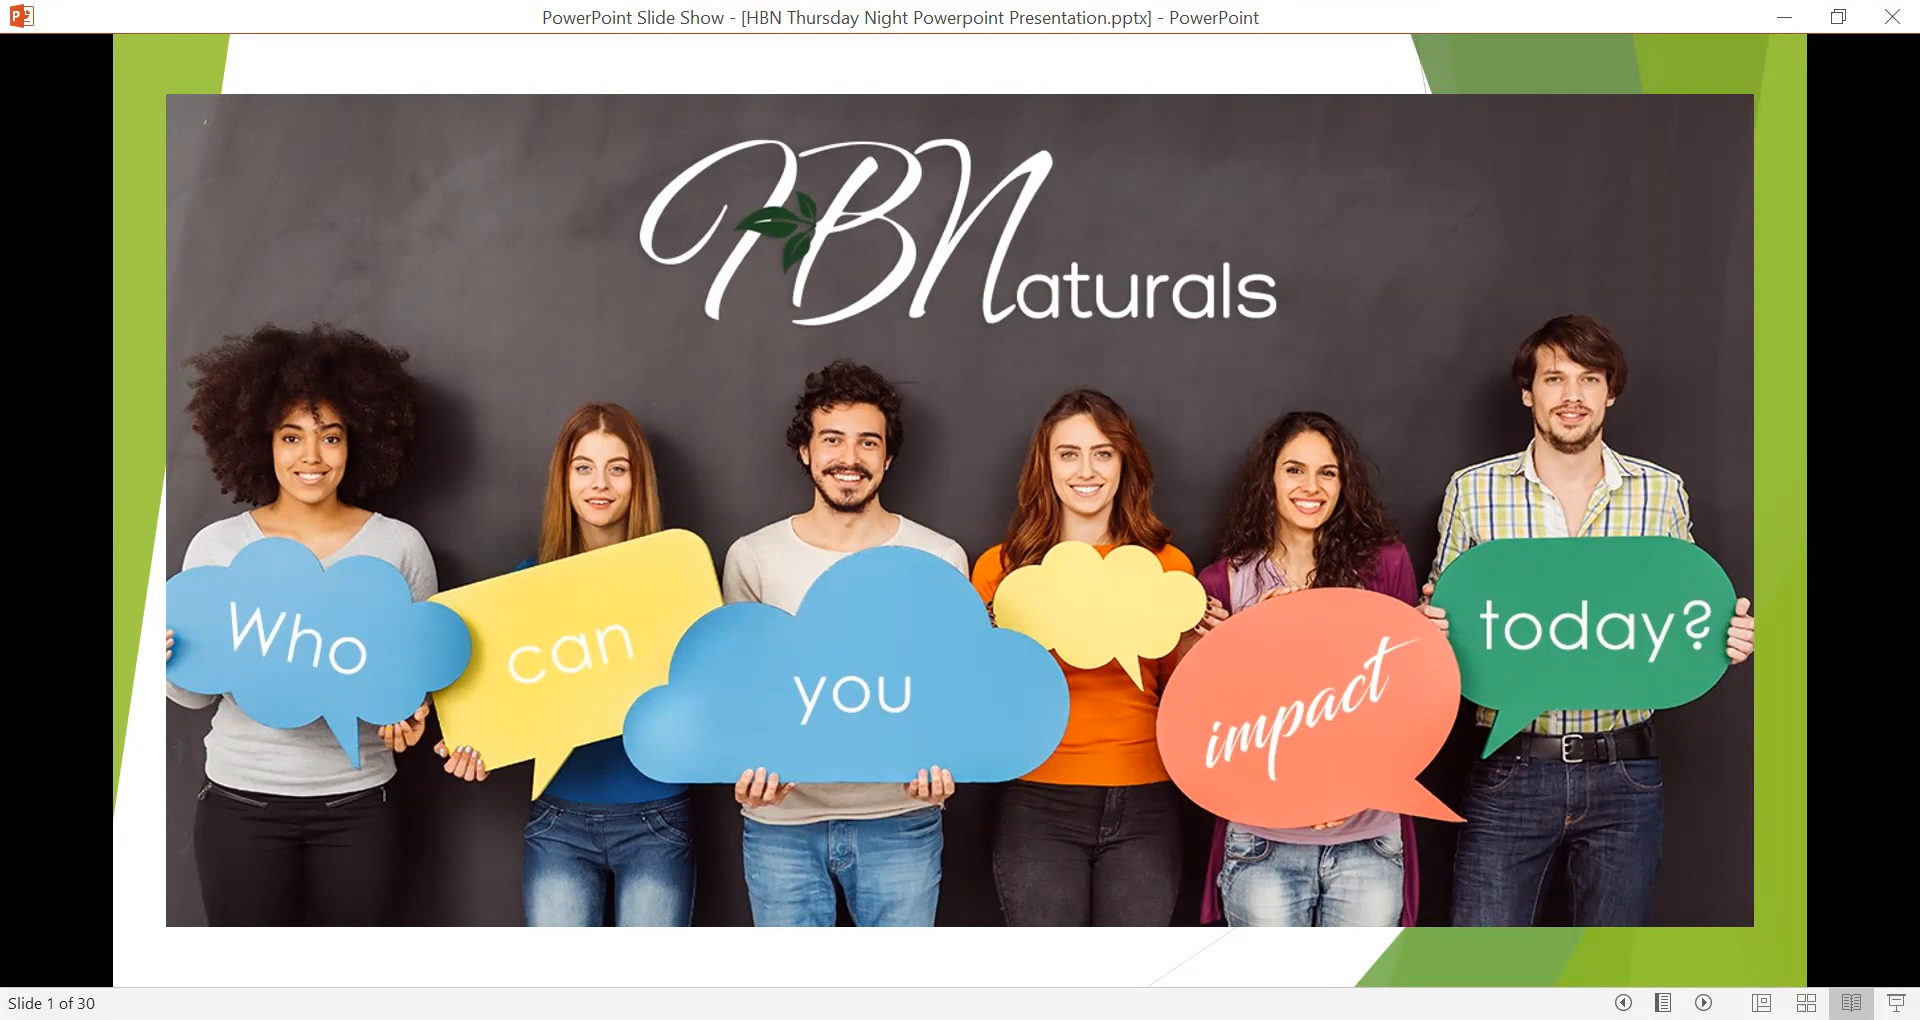 PowerPoint Slide Show - [HBN Thursday Night Powerpoint Presentation.pptx] - PowerPoint
HBNaturals
Who
can
you
impact
today?
Slide 1 of 30